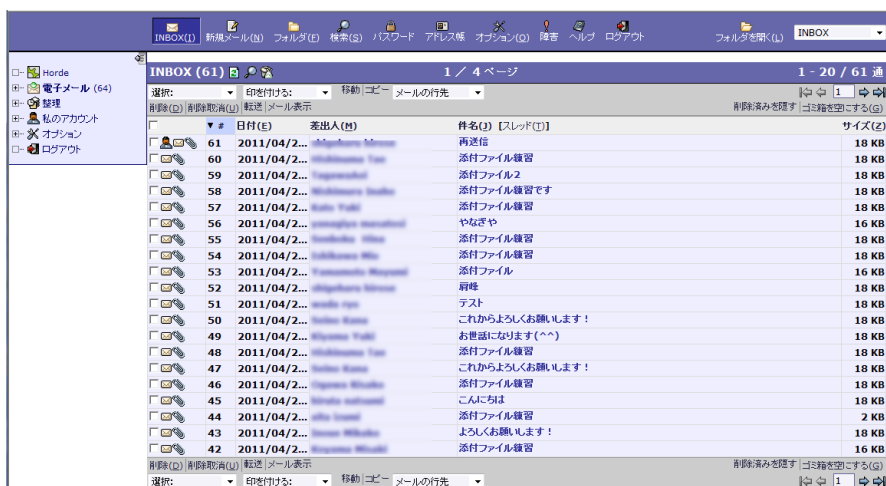 INBOX(I) 新規メール(N) フォルダ(F) 検索(S) パスワード アドレス帳 オプション(O) 障害 ヘルプ ログアウト フォルダを開く(L) INBOX
Horde
電子メール (64)
整理
私のアカウント
オプション
ログアウト
INBOX (61) 1 / 4 ページ 1 - 20 / 61 通
選択: 印を付ける: 移動 コピー メールの行先 1
削除(D) 削除取消(U) 転送 メール表示 削除済みを隠す ゴミ箱を空にする(G)
# 日付(E) 差出人(M) 件名(J) [スレッド(T)] サイズ(Z)
61 2011/04/2... 再送信 18 KB
60 2011/04/2... 添付ファイル練習 18 KB
59 2011/04/2... 添付ファイル2 18 KB
58 2011/04/2... 添付ファイル練習です 18 KB
57 2011/04/2... 添付ファイル練習 18 KB
56 2011/04/2... やなぎや 16 KB
55 2011/04/2... 添付ファイル練習 18 KB
54 2011/04/2... 添付ファイル練習 18 KB
53 2011/04/2... 添付ファイル 16 KB
52 2011/04/2... 肩峰 18 KB
51 2011/04/2... テスト 18 KB
50 2011/04/2... これからよろしくお願いします! 18 KB
49 2011/04/2... お世話になります(^^) 18 KB
48 2011/04/2... 添付ファイル練習 18 KB
47 2011/04/2... これからよろしくお願いします! 18 KB
46 2011/04/2... 添付ファイル練習 18 KB
45 2011/04/2... こんにちは 18 KB
44 2011/04/2... 添付ファイル練習 2 KB
43 2011/04/2... よろしくお願します! 18 KB
42 2011/04/2... 添付ファイル練習 16 KB
削除(D) 削除取消(U) 転送 メール表示 削除済みを隠す ゴミ箱を空にする(G)
選択: 印を付ける: 移動 コピー メールの行先 1